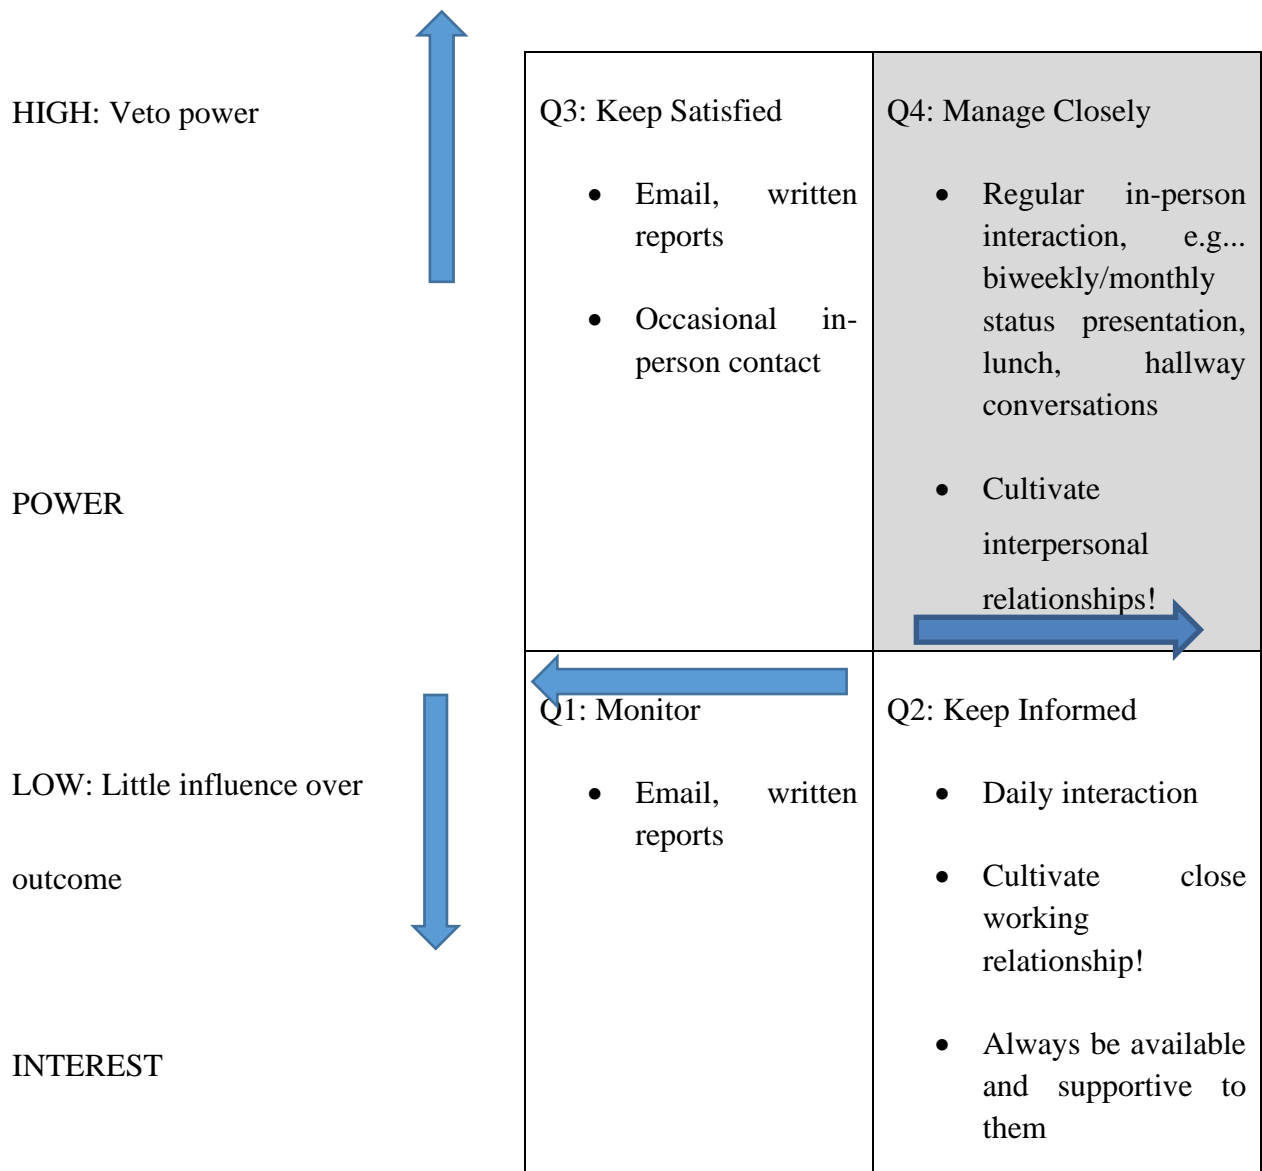 HIGH: Veto power
Q3: Keep Satisfied
• Email, written
reports
• Occasional in-
person contact
Q4: Manage Closely
• Regular in-person
interaction, e.g...
biweekly/monthly
status presentation,
lunch, hallway
conversations
• Cultivate
interpersonal
relationships!
POWER
LOW: Little influence over
outcome
Q1: Monitor
• Email, written
reports
Q2: Keep Informed
• Daily interaction
• Cultivate close
working
relationship!
• Always be available
and supportive to
them
INTEREST